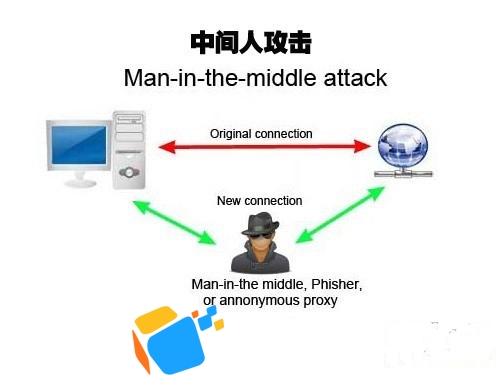 中间人攻击
Man-in-the-middle attack
Original connection
New connection
Man-in-the middle, Phisher,
or annonymous proxy